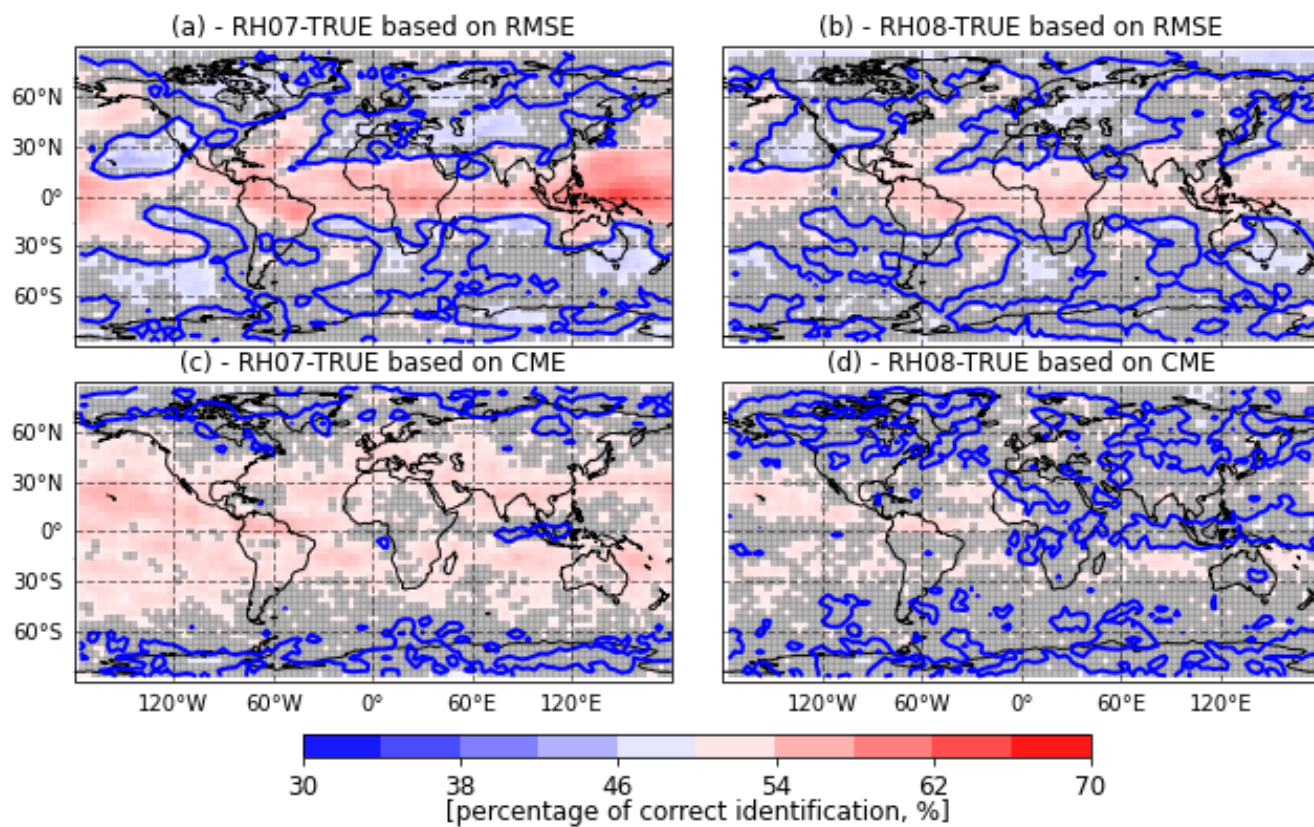 (a) - RH07-TRUE based on RMSE
(b) - RH08-TRUE based on RMSE
60°N
30°N
0°
30°S
60°S
(c) - RH07-TRUE based on CME
(d) - RH08-TRUE based on CME
60°N
30°N
0°
30°S
60°S
120°W 60°W 0° 60°E 120°E
120°W 60°W 0° 60°E 120°E
30 38 46 54 62 70
[percentage of correct identification, %]